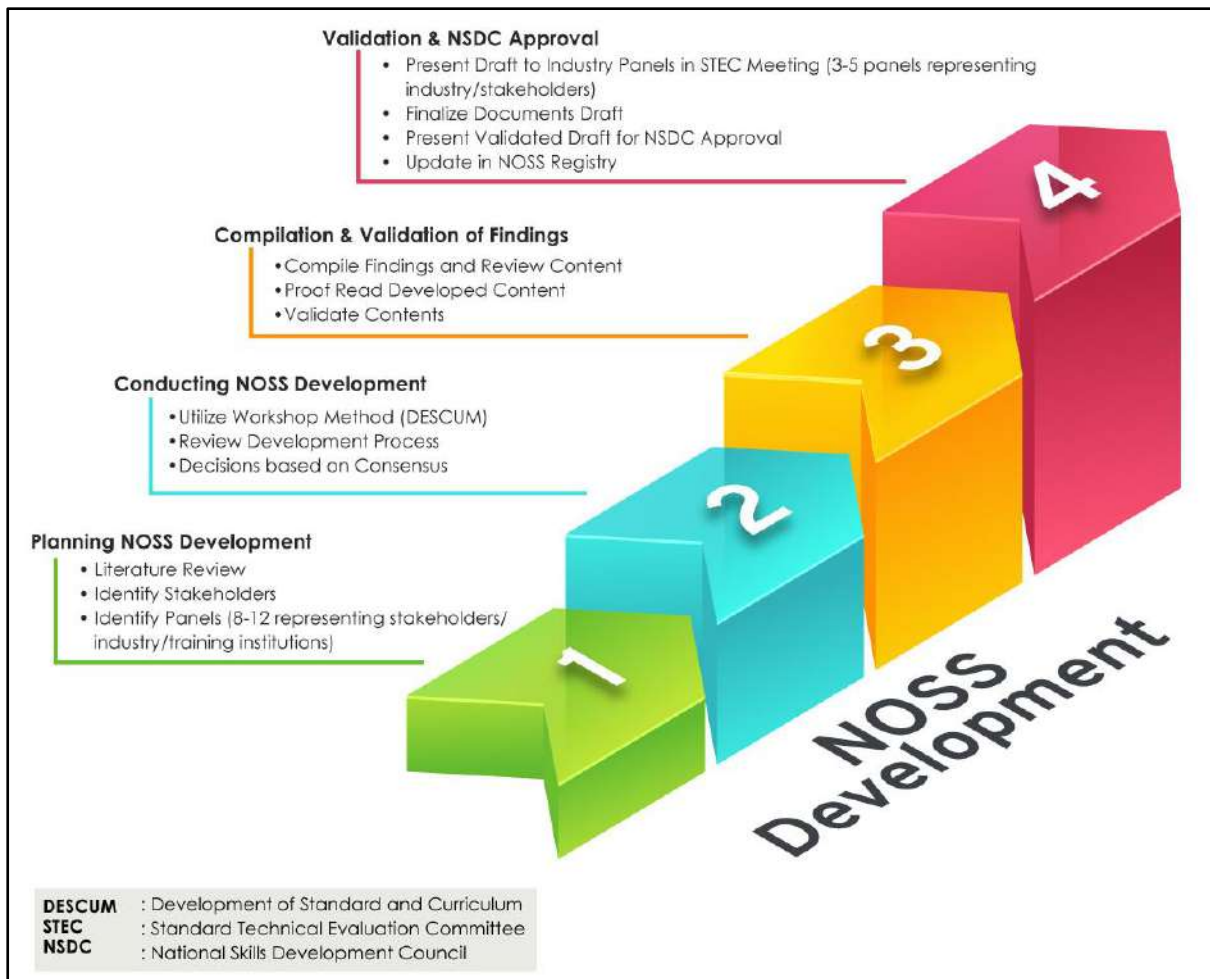 Validation & NSDC Approval
• Present Draft to Industry Panels in STEC Meeting (3-5 panels representing
industry/stakeholders)
• Finalize Documents Draft
• Present Validated Draft for NSDC Approval
• Update in NOSS Registry
4
Compilation & Validation of Findings
• Compile Findings and Review Content
• Proof Read Developed Content
• Validate Contents
3
Conducting NOSS Development
• Utilize Workshop Method (DESCUM)
• Review Development Process
• Decisions based on Consensus
2
Planning NOSS Development
• Literature Review
• Identify Stakeholders
• Identify Panels (8-12 representing stakeholders/
industry/training institutions)
1
NOSS
Development
DESCUM : Development of Standard and Curriculum
STEC : Standard Technical Evaluation Committee
NSDC : National Skills Development Council